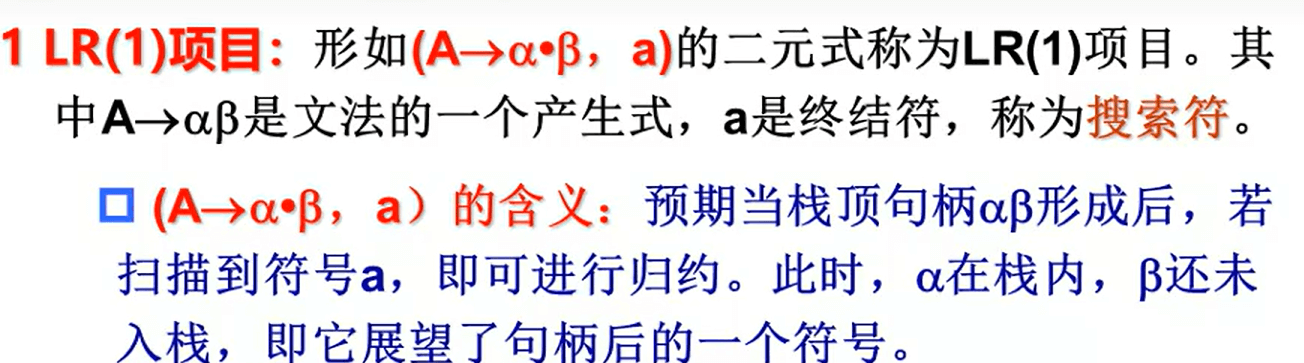 1 LR(1)项目：形如(A→α•β，a)的二元式称为LR(1)项目。其
中A→αβ是文法的一个产生式，a是终结符，称为搜索符。
(A→α•β，a）的含义：预期当栈顶句柄αβ形成后，若
扫描到符号a，即可进行归约。此时，α在栈内，β还未
入栈，即它展望了句柄后的一个符号。